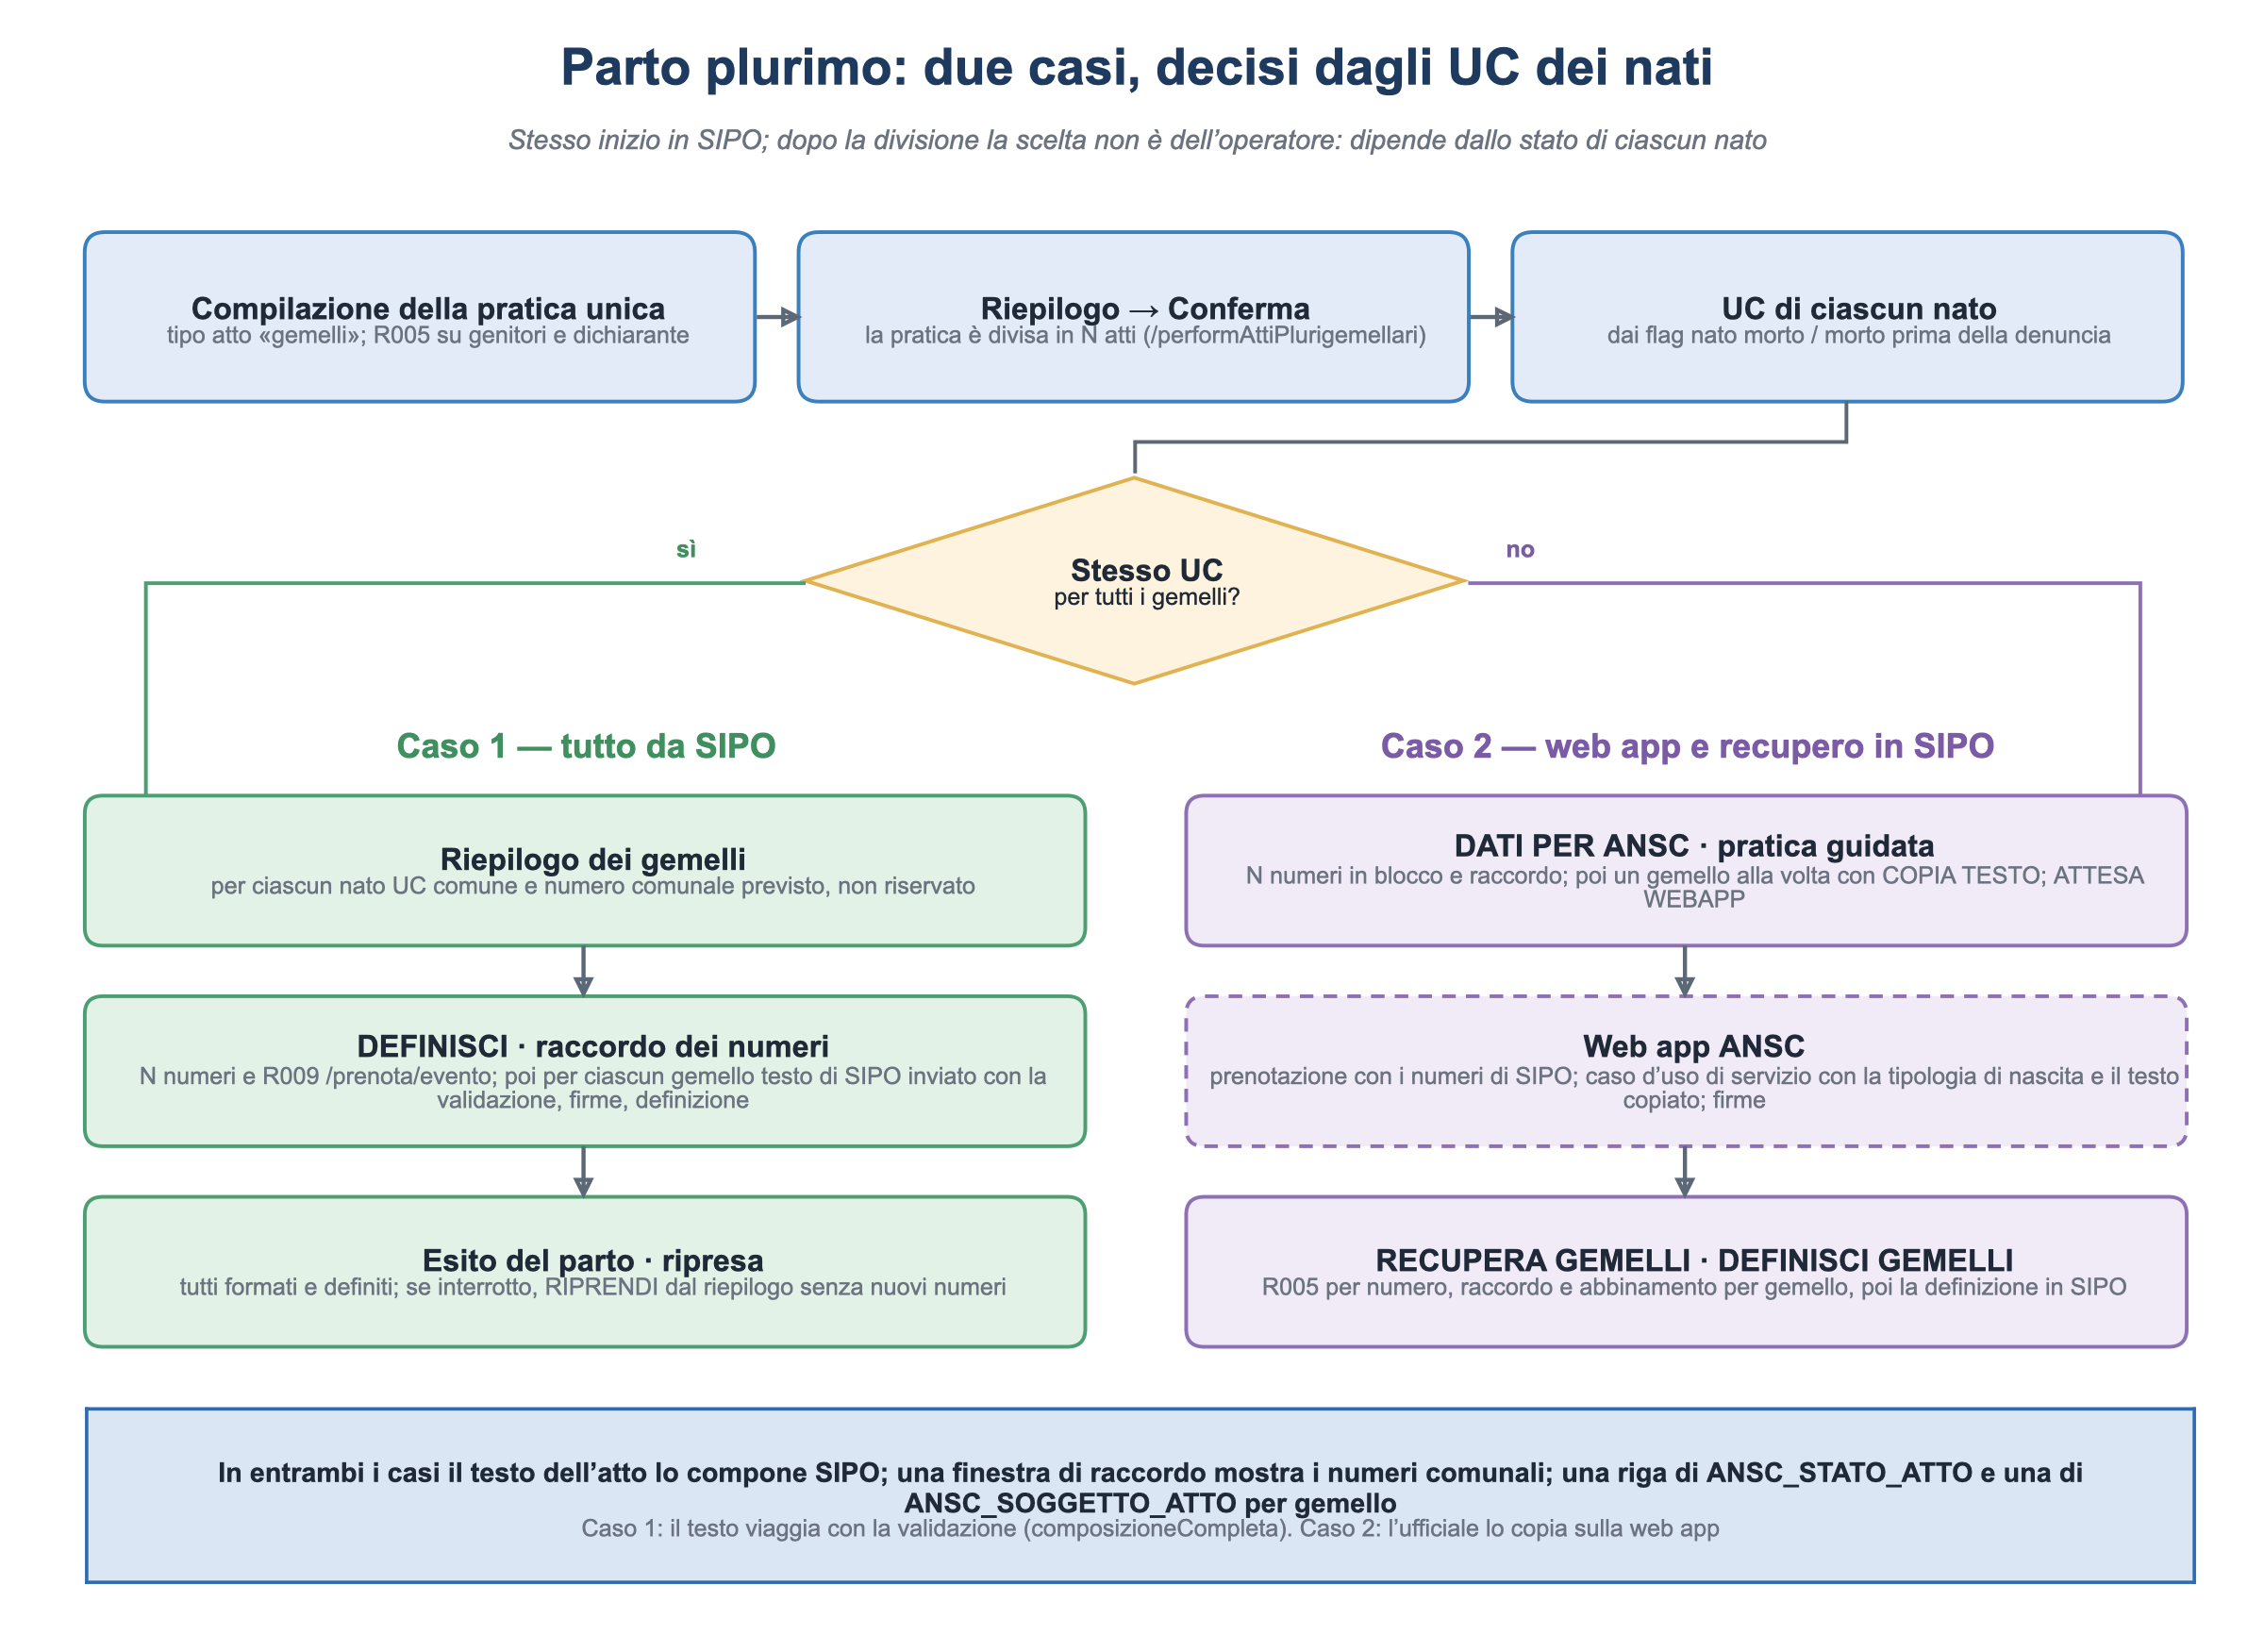 Parto plurimo: due casi, decisi dagli UC dei nati
Stesso inizio in SIPO; dopo la divisione la scelta non è dell’operatore: dipende dallo stato di ciascun nato
Compilazione della pratica unica
tipo atto «gemelli»; R005 su genitori e dichiarante
Riepilogo → Conferma
la pratica è divisa in N atti (/performAttiPlurigemellari)
UC di ciascun nato
dai flag nato morto / morto prima della denuncia
sì
no
Stesso UC
per tutti i gemelli?
Caso 1 — tutto da SIPO
Riepilogo dei gemelli
per ciascun nato UC comune e numero comunale previsto, non riservato
DEFINISCI · raccordo dei numeri
N numeri e R009 /prenota/evento; poi per ciascun gemello testo di SIPO inviato con la
validazione, firme, definizione
Esito del parto · ripresa
tutti formati e definiti; se interrotto, RIPRENDI dal riepilogo senza nuovi numeri
Caso 2 — web app e recupero in SIPO
DATI PER ANSC · pratica guidata
N numeri in blocco e raccordo; poi un gemello alla volta con COPIA TESTO; ATTESA
WEBAPP
Web app ANSC
prenotazione con i numeri di SIPO; caso d’uso di servizio con la tipologia di nascita e il testo
copiato; firme
RECUPERA GEMELLI · DEFINISCI GEMELLI
R005 per numero, raccordo e abbinamento per gemello, poi la definizione in SIPO
In entrambi i casi il testo dell’atto lo compone SIPO; una finestra di raccordo mostra i numeri comunali; una riga di ANSC_STATO_ATTO e una di
ANSC_SOGGETTO_ATTO per gemello
Caso 1: il testo viaggia con la validazione (composizioneCompleta). Caso 2: l’ufficiale lo copia sulla web app